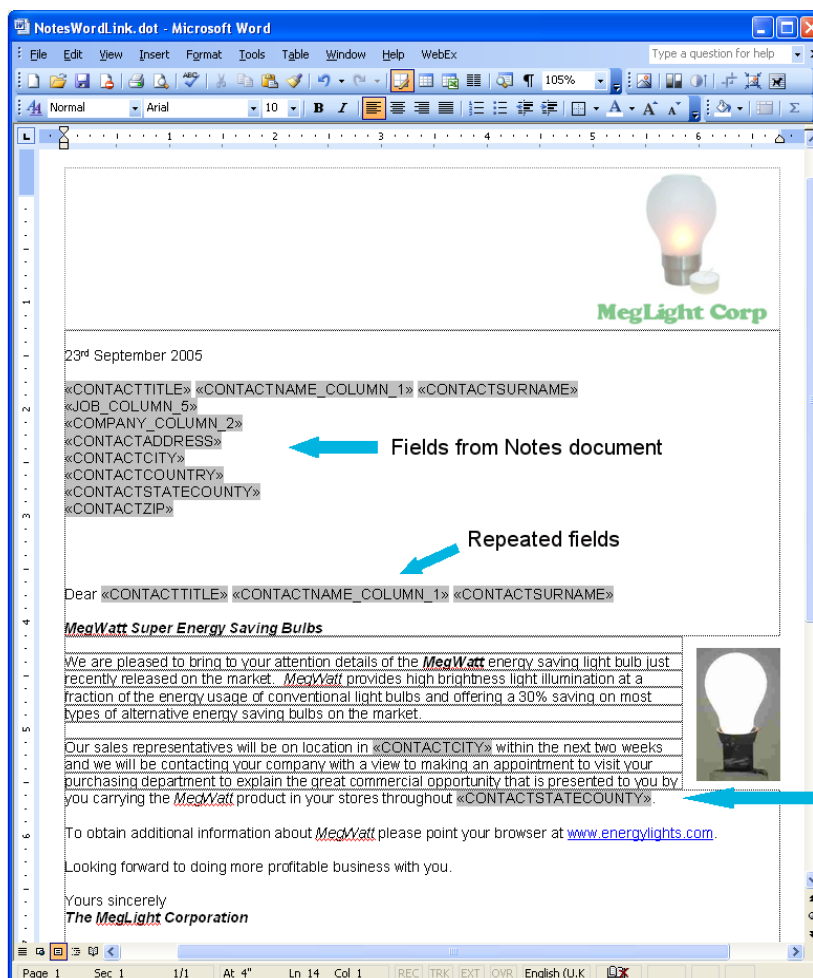 NotesWordLink.dot - Microsoft Word
File Edit View Insert Format Tools Table Window Help WebEx Type a question for help
105%
Normal Arial 10 B I
1 2 3 4 5 6
MegLight Corp
23rd September 2005
«CONTACTTITLE» «CONTACTNAME_COLUMN_1» «CONTACTSURNAME»
«JOB_COLUMN_5»
«COMPANY_COLUMN_2»
«CONTACTADDRESS»
Fields from Notes document
«CONTACTCITY»
«CONTACTCOUNTRY»
«CONTACTSTATECOUNTY»
«CONTACTZIP»
Repeated fields
Dear «CONTACTTITLE» «CONTACTNAME_COLUMN_1» «CONTACTSURNAME»
MegWatt Super Energy Saving Bulbs
We are pleased to bring to your attention details of the MegWatt energy saving light bulb just
recently released on the market. MegWatt provides high brightness light illumination at a
fraction of the energy usage of conventional light bulbs and offering a 30% saving on most
types of alternative energy saving bulbs on the market.
Our sales representatives will be on location in «CONTACTCITY» within the next two weeks
and we will be contacting your company with a view to making an appointment to visit your
purchasing department to explain the great commercial opportunity that is presented to you by
you carrying the MegWatt product in your stores throughout «CONTACTSTATECOUNTY».
To obtain additional information about MegWatt please point your browser at www.energylights.com.
Looking forward to doing more profitable business with you.
Yours sincerely
The MegLight Corporation
Page 1 Sec 1 1/1 At 4" Ln 14 Col 1 REC TRK EXT OVR English (U.K